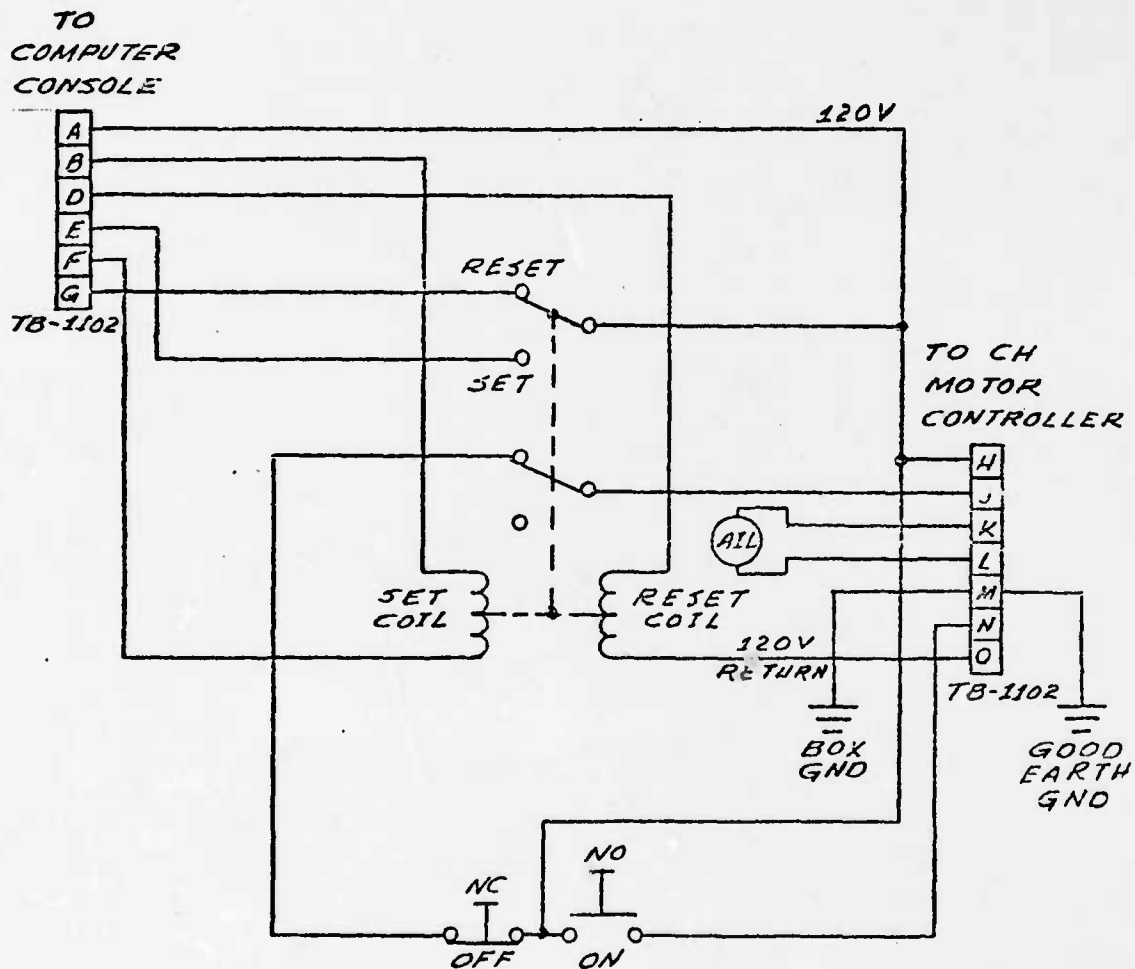 TO
COMPUTER
CONSOLE
A
B
D
E
F
G
TB-1102
120V
RESET
SET
TO CH
MOTOR
CONTROLLER
H
J
K
L
M
N
O
TB-1102
AIL
SET
COIL
RESET
COIL
120V
RETURN
BOX
GND
GOOD
EARTH
GND
NC
OFF
NO
ON